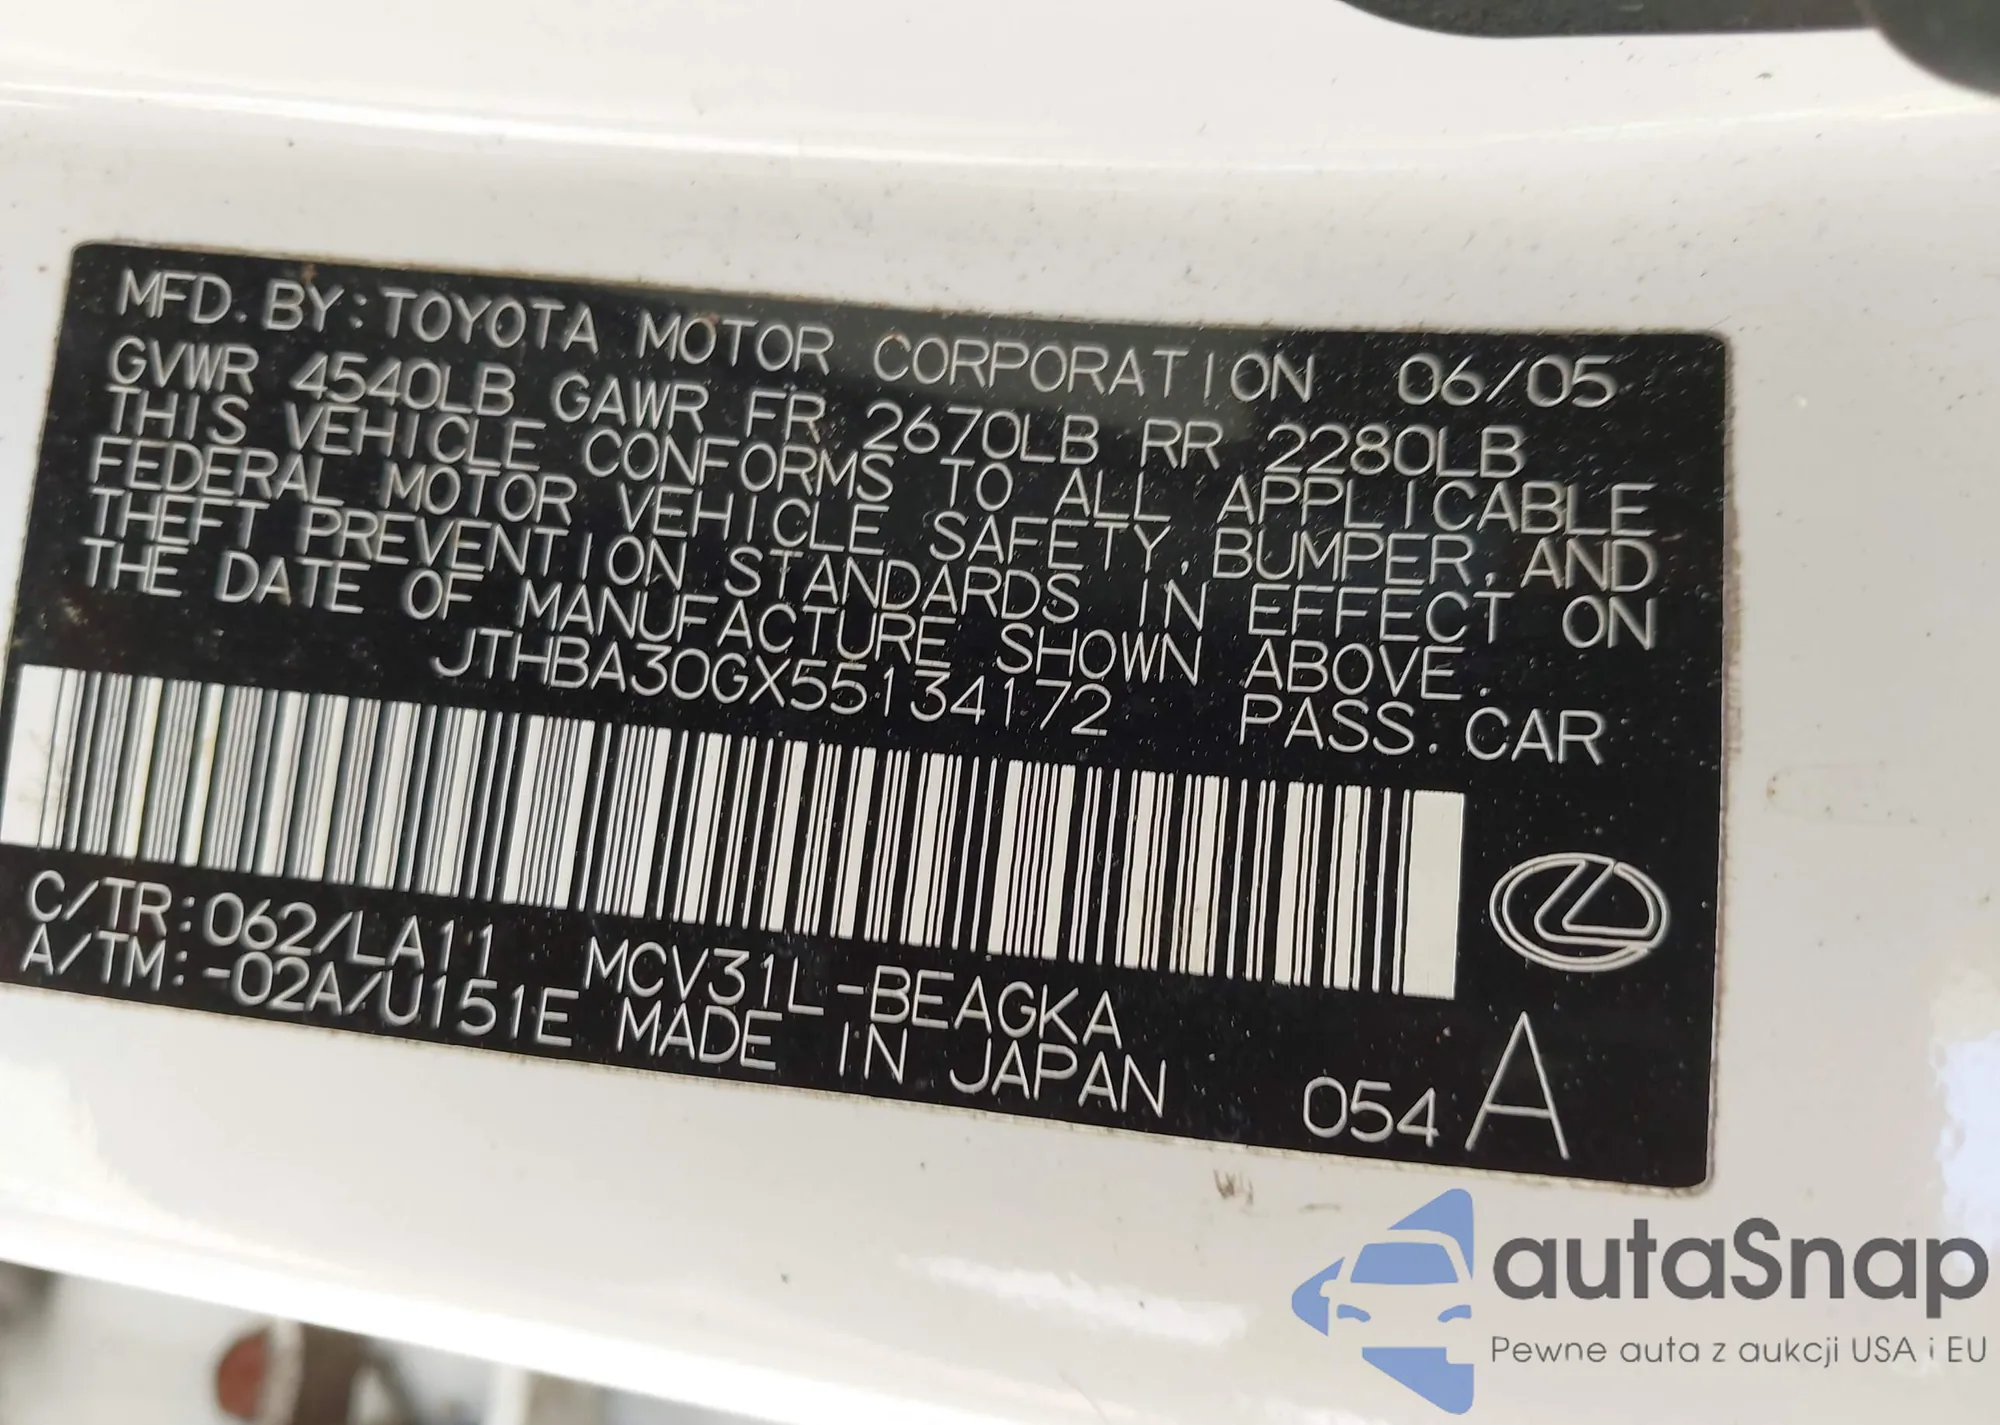 MFD. BY: TOYOTA MOTOR CORPORATION 06/05
GVWR 4540LB GAWR FR 2670LB RR 2280LB
THIS VEHICLE CONFORMS TO ALL APPLICABLE
FEDERAL MOTOR VEHICLE SAFETY, BUMPER, AND
THEFT PREVENTION STANDARDS IN EFFECT ON
THE DATE OF MANUFACTURE SHOWN ABOVE.
JTHBA30GX55134172 PASS. CAR
C/TR: 062/LA11 MCV31L-BEAGKA
A/TM: -02A/U151E MADE IN JAPAN
054 A
autaSnap
Pewne auta z aukcji USA i EU